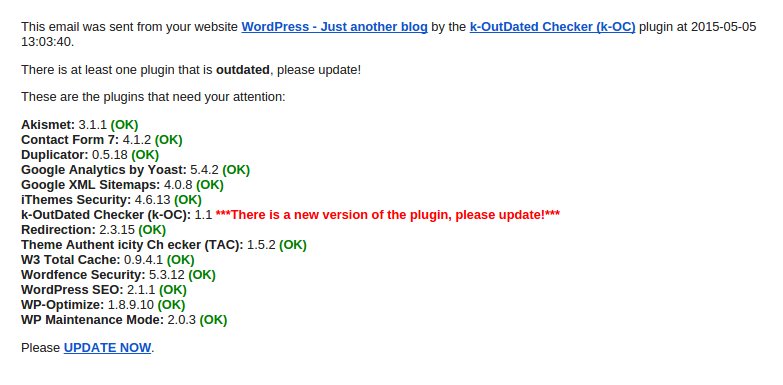 This email was sent from your website WordPress - Just another blog by the k-OutDated Checker (k-OC) plugin at 2015-05-05
13:03:40.
There is at least one plugin that is outdated, please update!
These are the plugins that need your attention:
Akismet: 3.1.1 (OK)
Contact Form 7: 4.1.2 (OK)
Duplicator: 0.5.18 (OK)
Google Analytics by Yoast: 5.4.2 (OK)
Google XML Sitemaps: 4.0.8 (OK)
iThemes Security: 4.6.13 (OK)
k-OutDated Checker (k-OC): 1.1 ***There is a new version of the plugin, please update!***
Redirection: 2.3.15 (OK)
Theme Authent icity Ch ecker (TAC): 1.5.2 (OK)
W3 Total Cache: 0.9.4.1 (OK)
Wordfence Security: 5.3.12 (OK)
WordPress SEO: 2.1.1 (OK)
WP-Optimize: 1.8.9.10 (OK)
WP Maintenance Mode: 2.0.3 (OK)
Please UPDATE NOW.